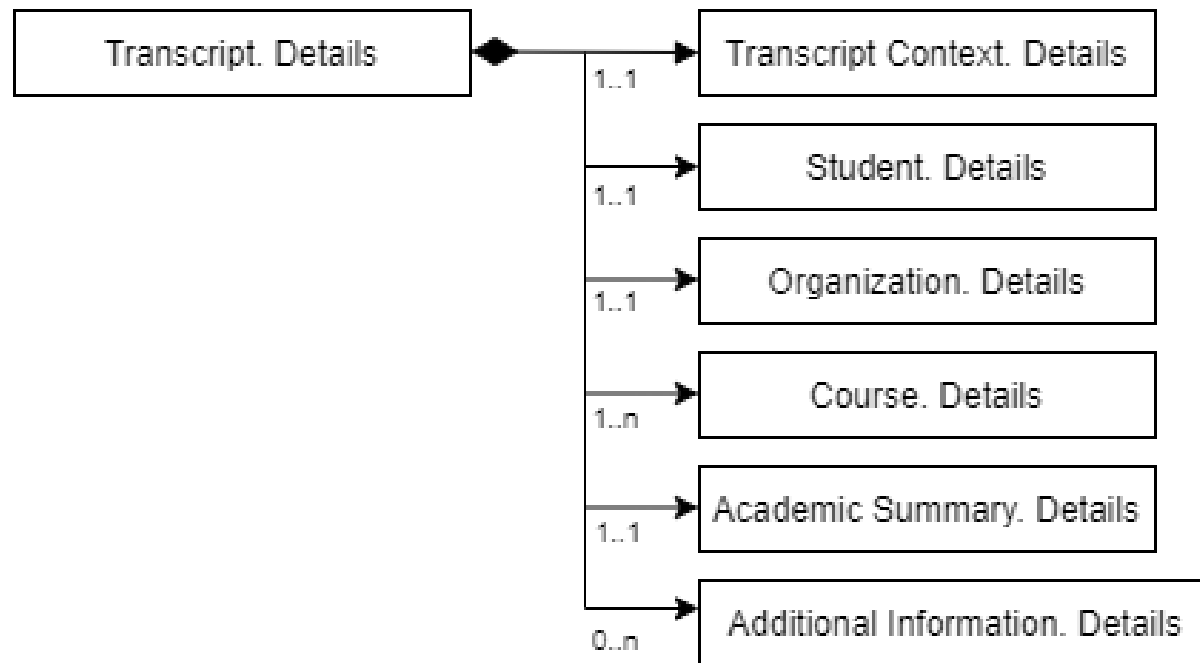 Transcript. Details
Transcript Context. Details
1..1
Student. Details
1..1
Organization. Details
1..1
Course. Details
1..n
Academic Summary. Details
1..1
Additional Information. Details
0..n